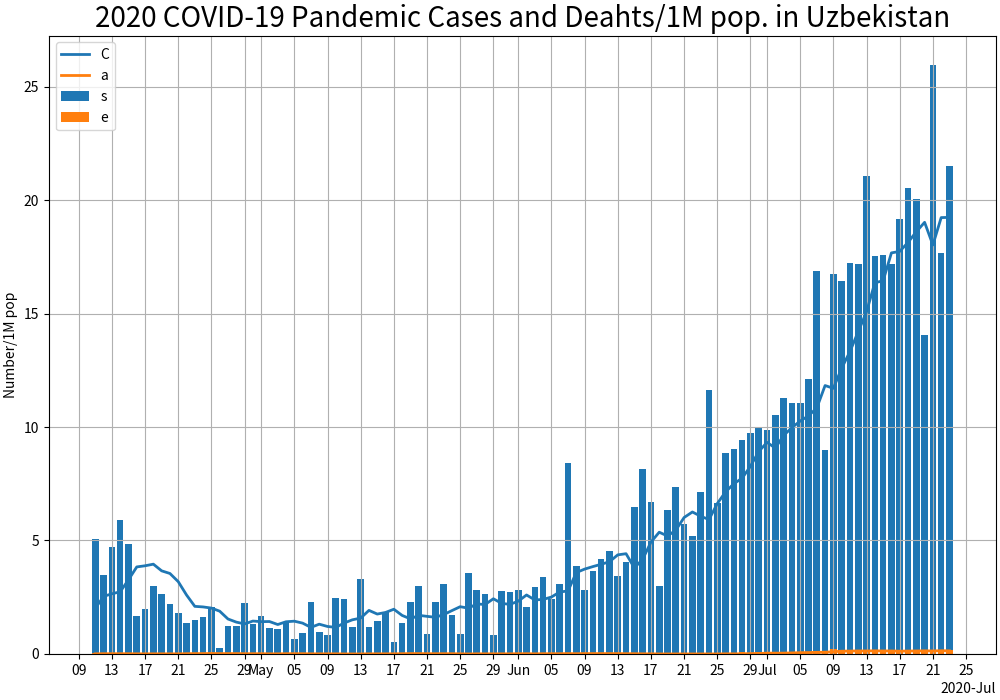 2020 COVID-19 Pandemic Cases and Deahts/1M pop. in Uzbekistan
C
a
s
e
25
20
15
10
5
0
Number/1M pop
09 13 17 21 25 29 May 05 09 13 17 21 25 29 Jun 05 09 13 17 21 25 29 Jul 05 09 13 17 21 25
2020-Jul